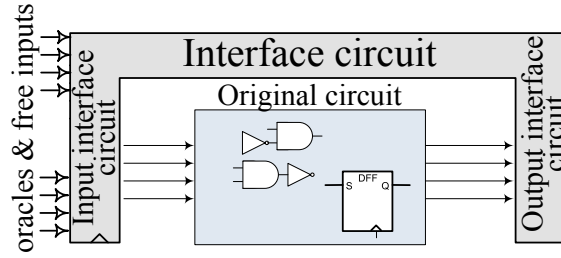 oracles & free inputs
Interface circuit
Input interface
circuit
Original circuit
DFF
S
Q
Output interface
circuit